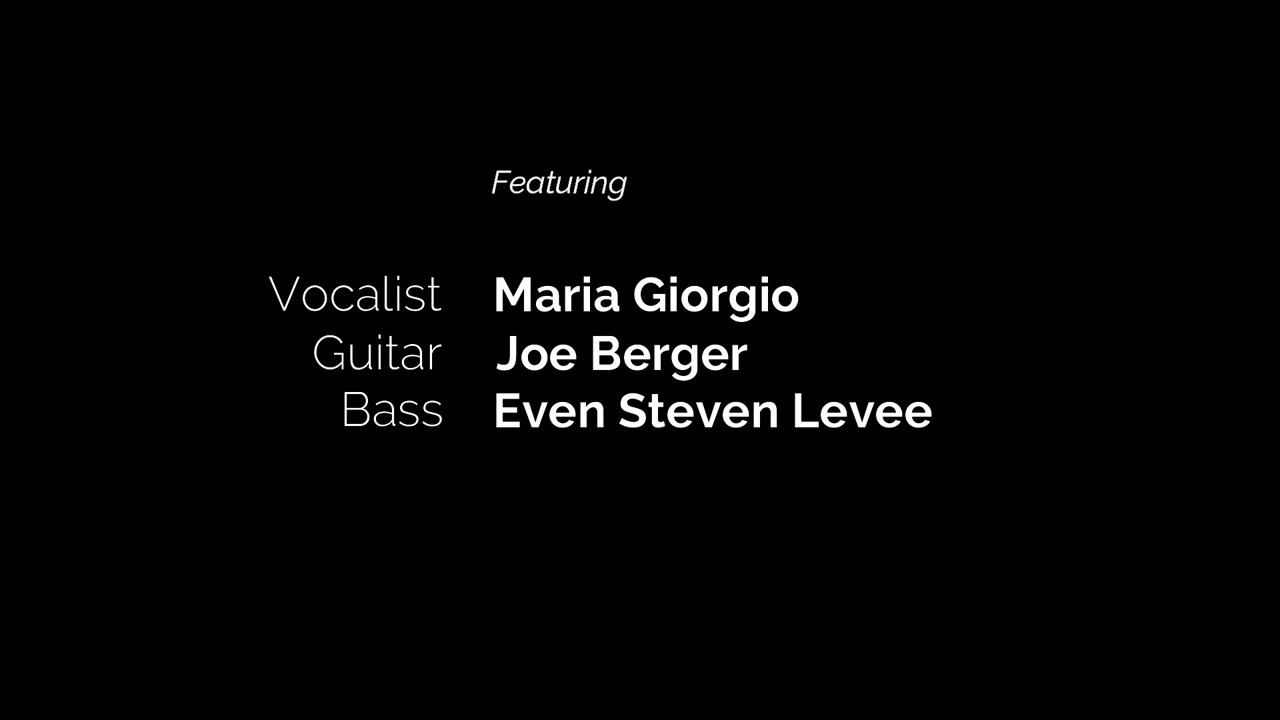 Featuring
Vocalist Maria Giorgio
Guitar Joe Berger
Bass Even Steven Levee